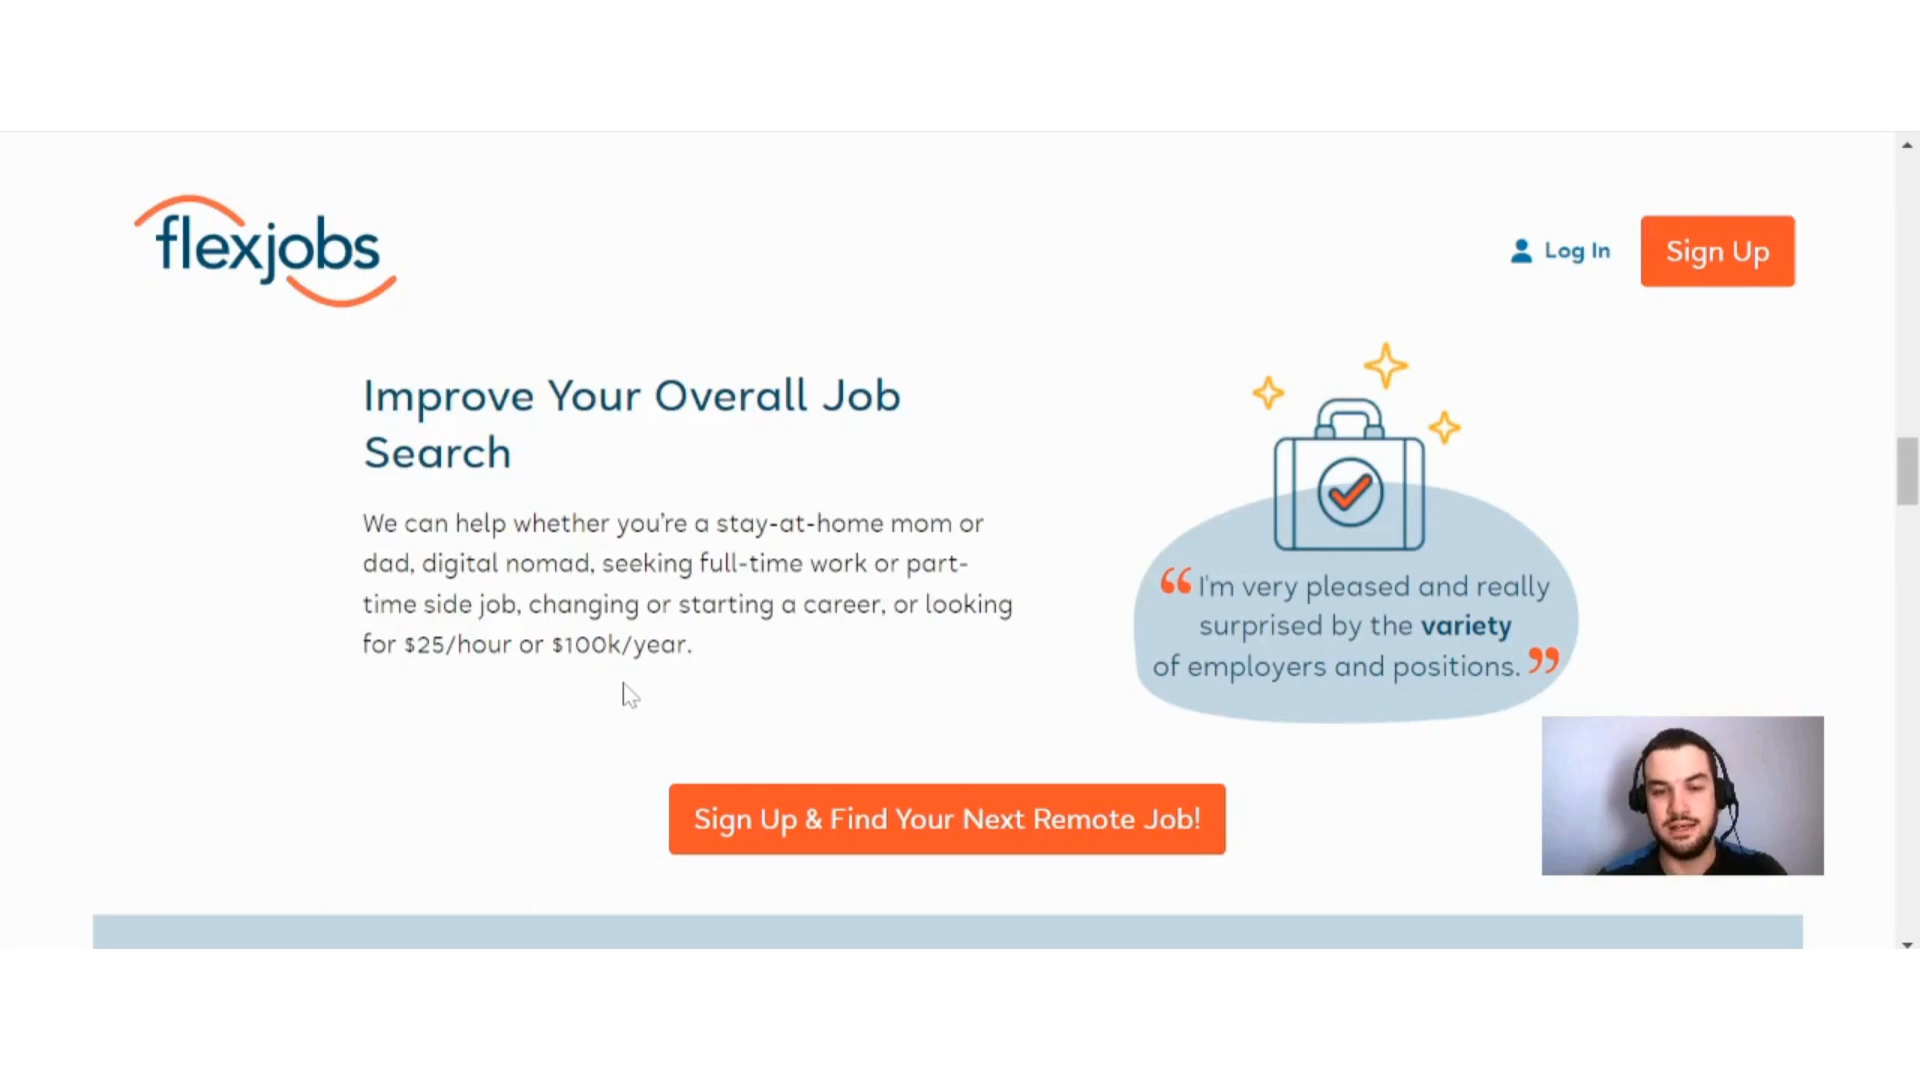 flexjobs
Log In
Sign Up
Improve Your Overall Job
Search
We can help whether you're a stay-at-home mom or
dad, digital nomad, seeking full-time work or part-
time side job, changing or starting a career, or looking
for $25/hour or $100k/year.
“I'm very pleased and really
surprised by the variety
of employers and positions.”
Sign Up & Find Your Next Remote Job!